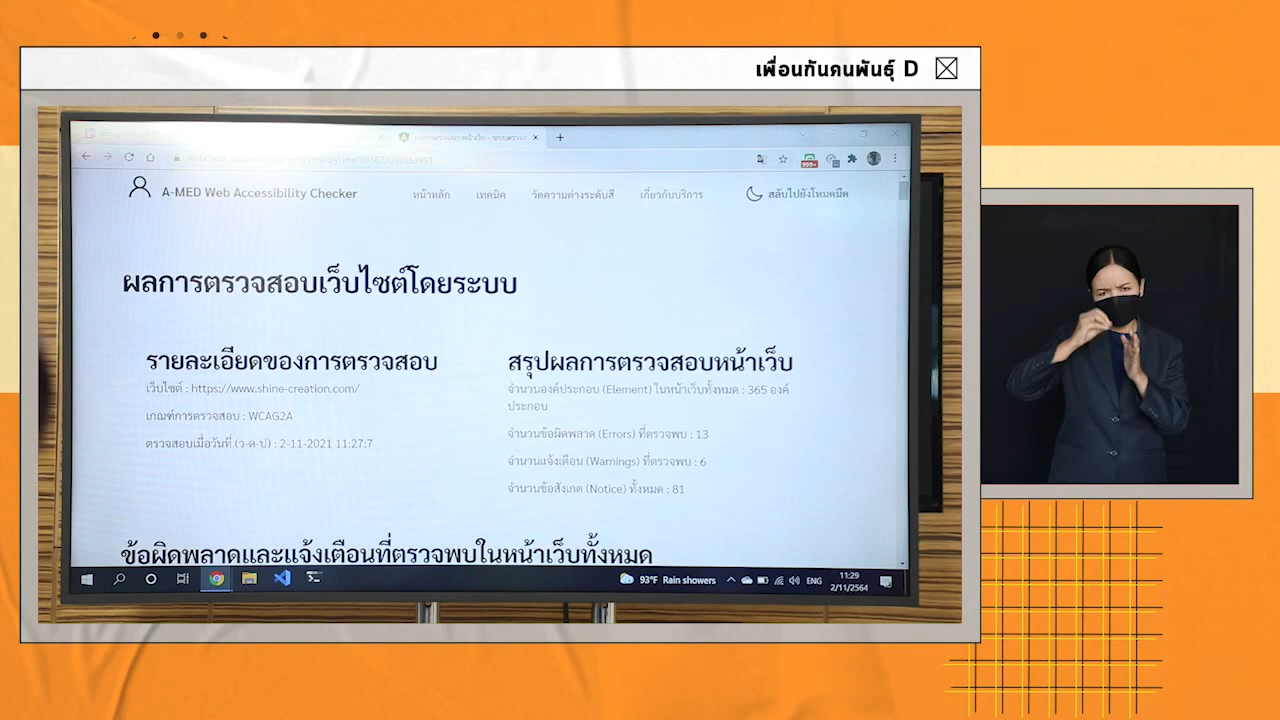 เพื่อนกันคนพันธุ์ D
A-MED Web Accessibility Checker
หน้าหลัก
เทคนิค
วัดความต่างระดับสี
เกี่ยวกับบริการ
สลับไปยังโหมดมืด
ผลการตรวจสอบเว็บไซต์โดยระบบ
รายละเอียดของการตรวจสอบ
เว็บไซต์ : https://www.shine-creation.com/
เกณฑ์การตรวจสอบ : WCAG2A
ตรวจสอบเมื่อวันที่ (ว-ด-ป) : 2-11-2021 11:27:7
สรุปผลการตรวจสอบหน้าเว็บ
จำนวนองค์ประกอบ (Element) ในหน้าเว็บทั้งหมด : 365 องค์
ประกอบ
จำนวนข้อผิดพลาด (Errors) ที่ตรวจพบ : 13
จำนวนแจ้งเตือน (Warnings) ที่ตรวจพบ : 6
จำนวนข้อสังเกต (Notice) ทั้งหมด : 81
ข้อผิดพลาดและแจ้งเตือนที่ตรวจพบในหน้าเว็บทั้งหมด
93°F Rain showers
ENG
11:29
2/11/2564